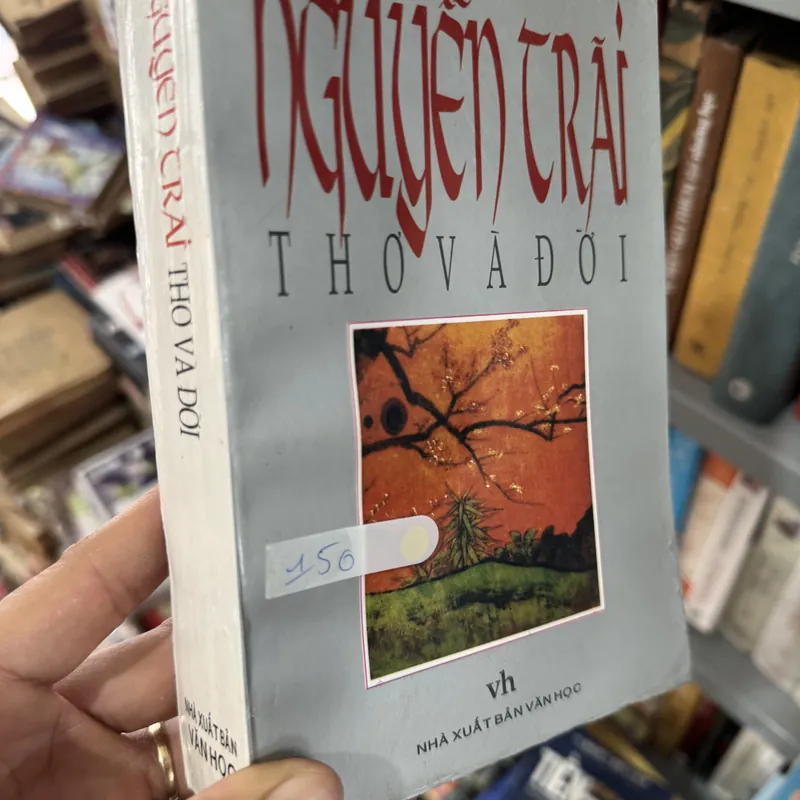 NGUYỄN TRÃI
THƠ VÀ ĐỜI
150
vh
NHÀ XUẤT BẢN VĂN HỌC
NGUYỄN TRÃI THƠ VÀ ĐỜI
NHÀ XUẤT BẢN
VĂN HỌC